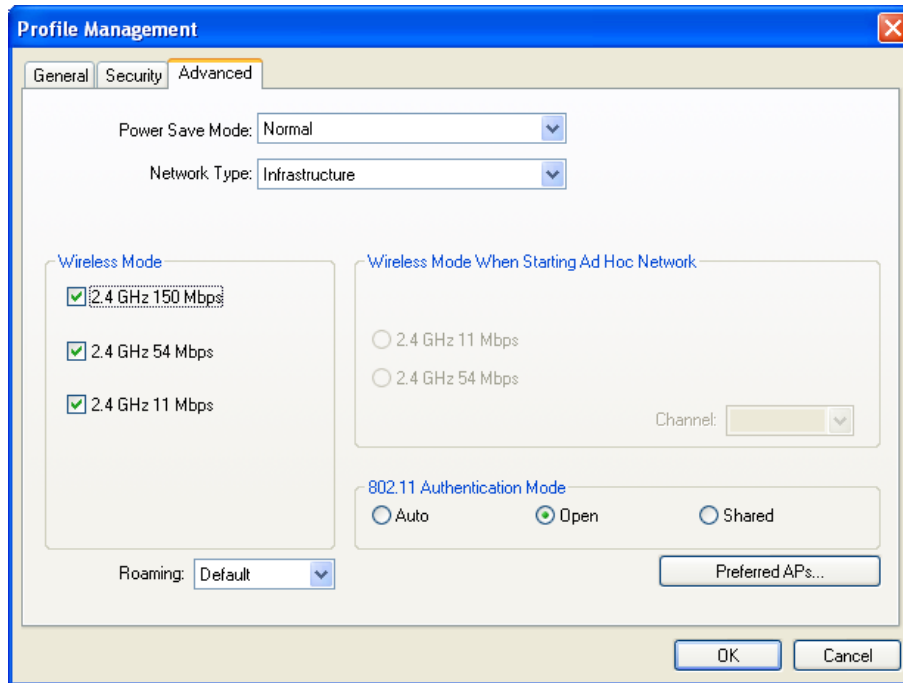 Profile Management
General Security Advanced
Power Save Mode: Normal
Network Type: Infrastructure
Wireless Mode
2.4 GHz 150 Mbps
2.4 GHz 54 Mbps
2.4 GHz 11 Mbps
Wireless Mode When Starting Ad Hoc Network
2.4 GHz 11 Mbps
2.4 GHz 54 Mbps
Channel:
802.11 Authentication Mode
Auto Open Shared
Roaming: Default
Preferred APs...
OK Cancel